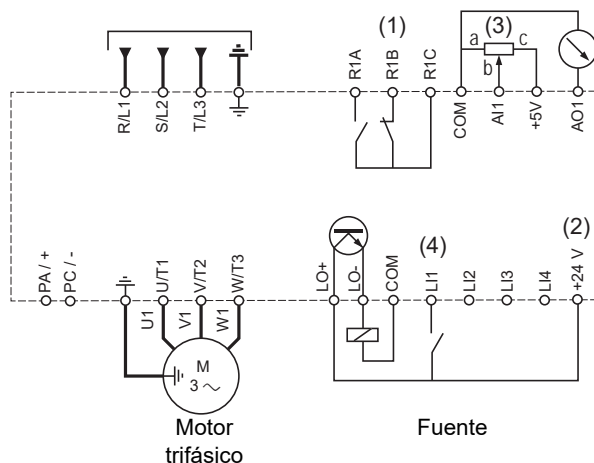 (1) (3)
a c
b
R1A R1B R1C COM AI1 +5V AO1
R/L1 S/L2 T/L3
(4) (2)
PA / + PC / - U/T1 V/T2 W/T3 LO+ LO- COM LI1 LI2 LI3 LI4 +24 V
U1 V1 W1
M
3 ~
Motor
trifásico
Fuente